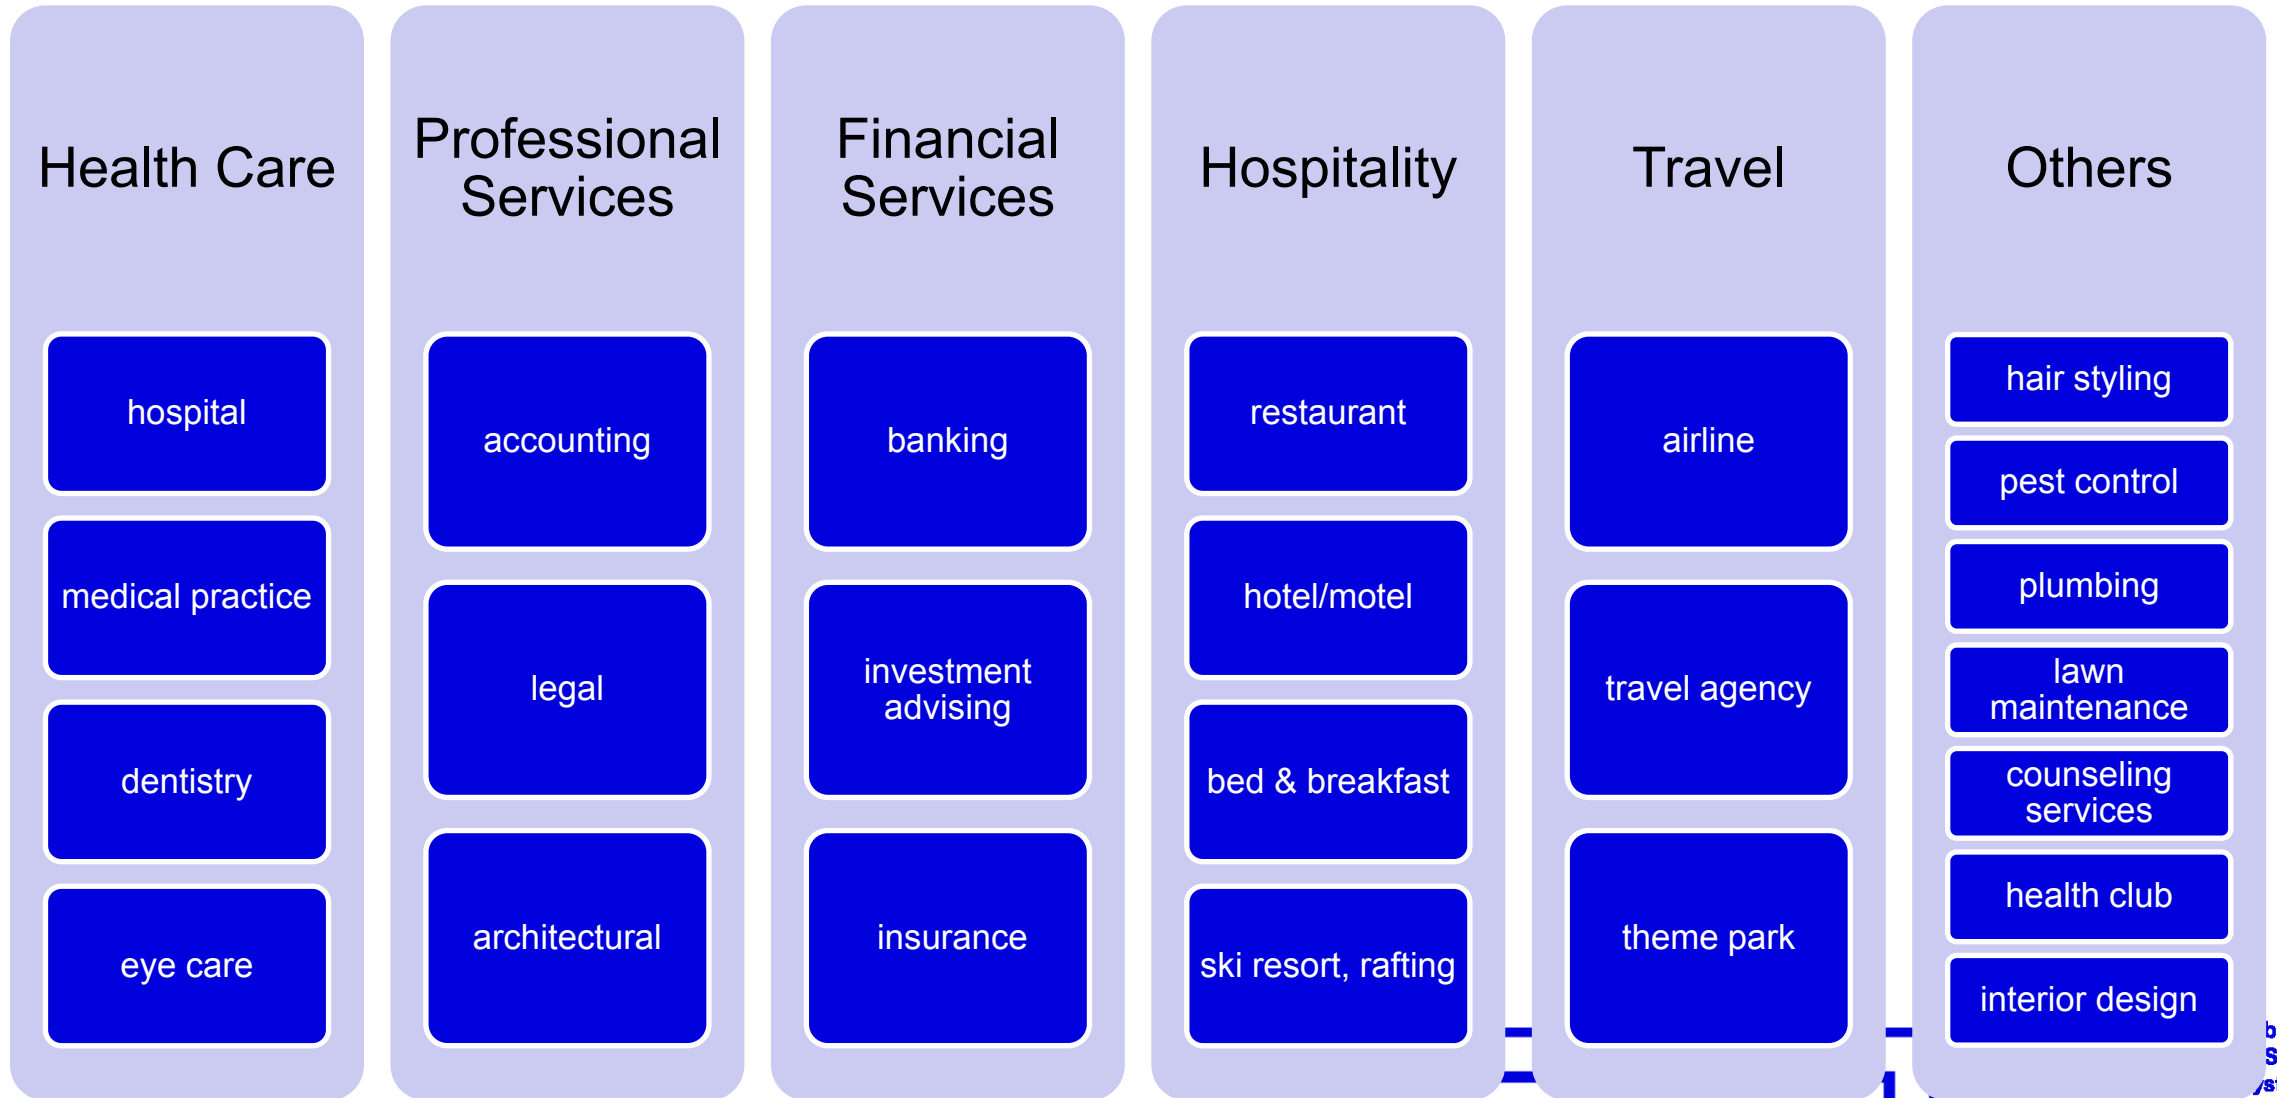 Health Care
hospital
medical practice
dentistry
eye care
Professional
Services
accounting
legal
architectural
Financial
Services
banking
investment
advising
insurance
Hospitality
restaurant
hotel/motel
bed & breakfast
ski resort, rafting
Travel
airline
travel agency
theme park
Others
hair styling
pest control
plumbing
lawn
maintenance
counseling
services
health club
interior design